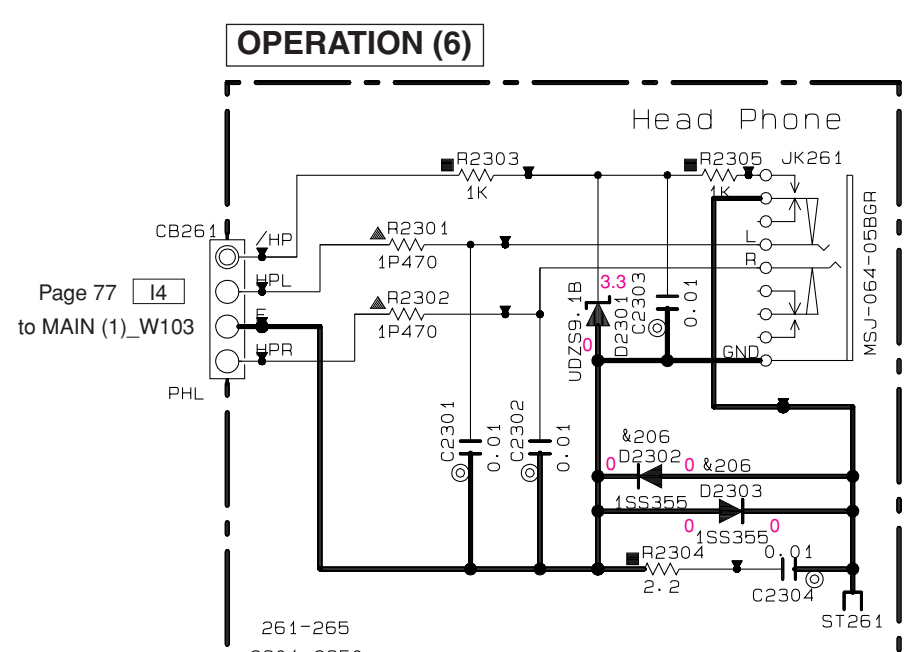 OPERATION (6)
Head Phone
R2303
1K
R2305
1K
JK261
CB261
/HP
R2301
1P470
L
HPL
R
Page 77 I4
to MAIN (1)_W103
R2302
1P470
E
HPR
PHL
3.3
0
UDZS9.1B
D2301
C2303
0.01
GND
MSJ-064-05BGR
C2301
0.01
C2302
0.01
&206
0 D2302 0 &206
1SS355 D2303
0 1SS355 0
R2304
2.2
0.01
C2304
ST261
261-265